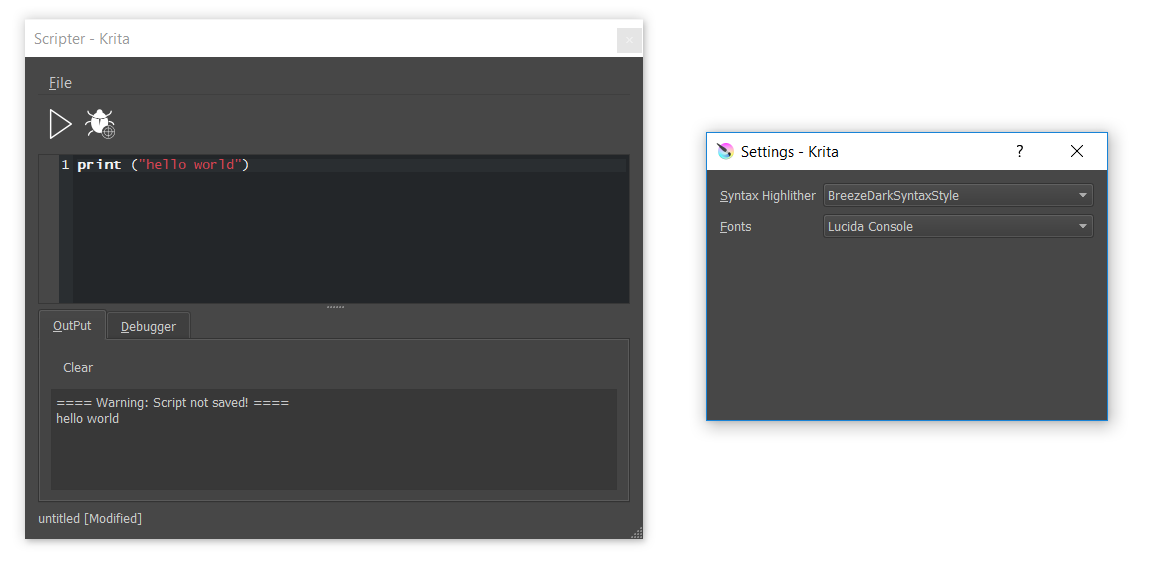 Scripter - Krita
File
1 print ("hello world")
OutPut Debugger
Clear
==== Warning: Script not saved! ====
hello world
untitled [Modified]
Settings - Krita
Syntax Highlither BreezeDarkSyntaxStyle
Fonts Lucida Console